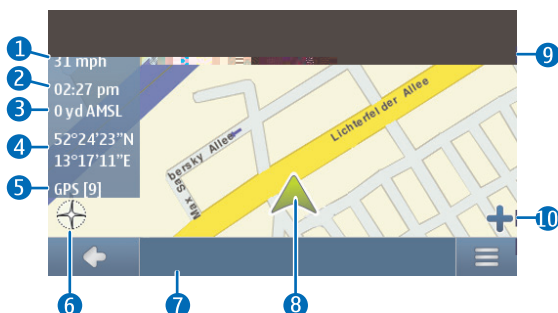 1
31 mph
9
2
02:27 pm
3
0 yd AMSL
Lichterfelder Allee
4
52°24'23"N
13°17'11"E
bersky Allee
Max Sab
5
GPS [9]
10
6
7
8